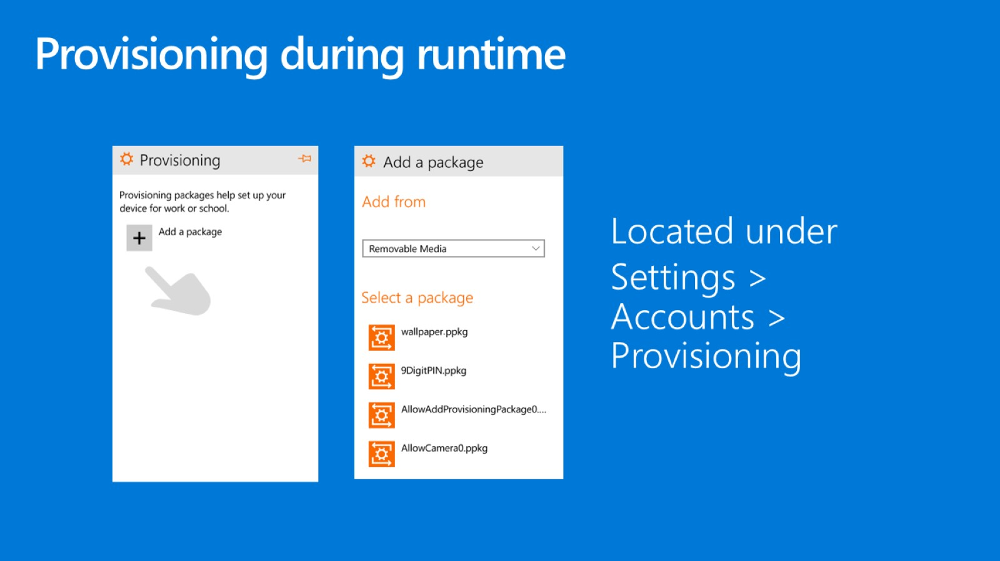 Provisioning during runtime
Provisioning
Provisioning packages help set up your
device for work or school.
Add a package
Add a package
Add from
Removable Media
Select a package
wallpaper.ppkg
9DigitPIN.ppkg
AllowAddProvisioningPackage0....
AllowCamera0.ppkg
Located under
Settings >
Accounts >
Provisioning